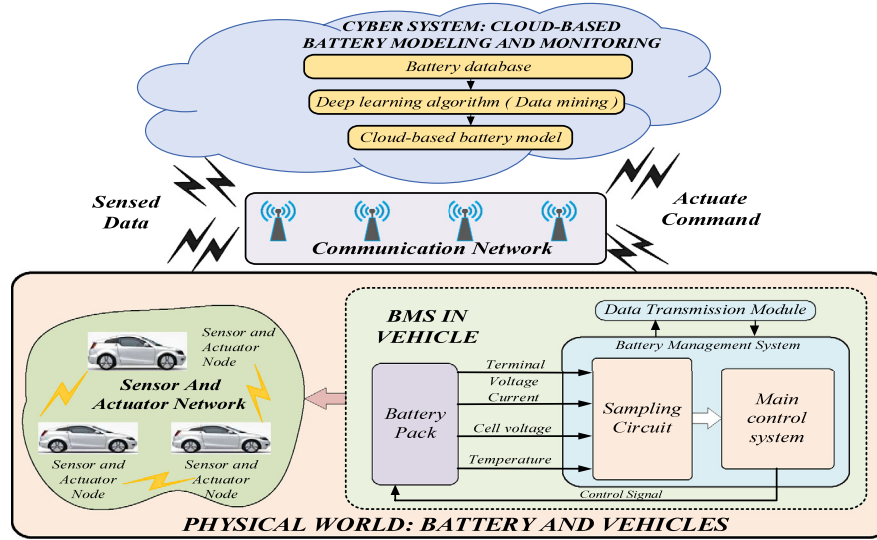 CYBER SYSTEM: CLOUD-BASED
BATTERY MODELING AND MONITORING
Battery database
Deep learning algorithm ( Data mining )
Cloud-based battery model
Sensed
Data
Actuate
Command
Communication Network
BMS IN
VEHICLE
Data Transmission Module
Battery Management System
Sensor and
Actuator
Node
Sensor And
Actuator Network
Sensor and
Actuator
Node
Sensor and
Actuator
Node
Battery
Pack
Terminal
Voltage
Current
Cell voltage
Temperature
Sampling
Circuit
Main
control
system
Control Signal
PHYSICAL WORLD: BATTERY AND VEHICLES